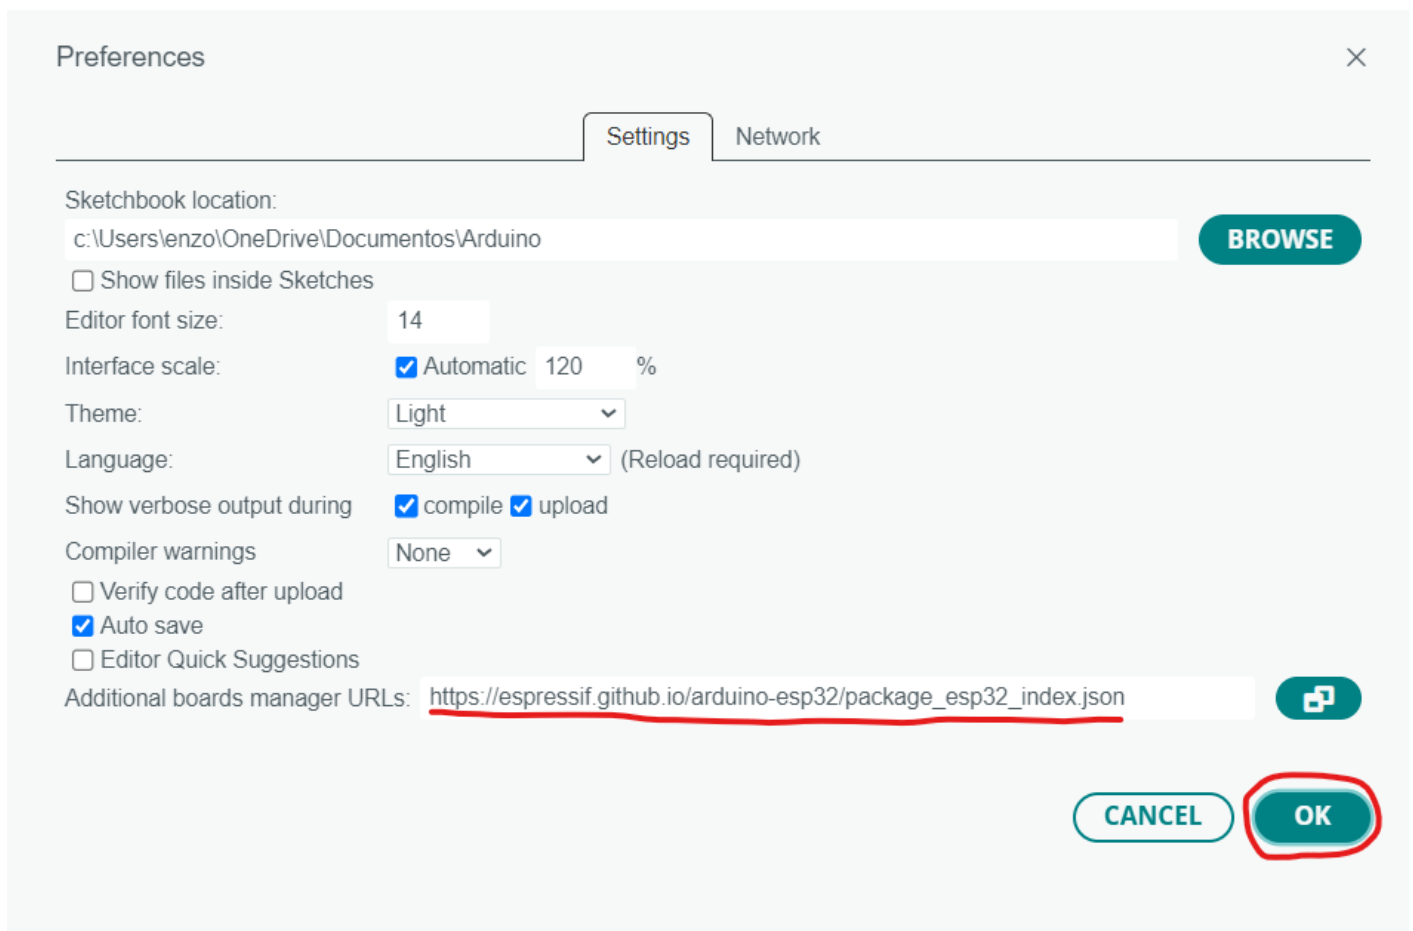 Preferences
Settings Network
Sketchbook location:
c:\Users\enzo\OneDrive\Documentos\Arduino
BROWSE
Show files inside Sketches
Editor font size: 14
Interface scale: Automatic 120 %
Theme: Light
Language: English (Reload required)
Show verbose output during compile upload
Compiler warnings None
Verify code after upload
Auto save
Editor Quick Suggestions
Additional boards manager URLs: https://espressif.github.io/arduino-esp32/package_esp32_index.json
CANCEL OK